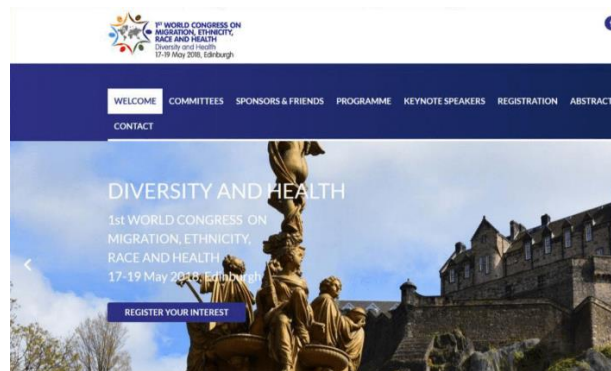 1ST WORLD CONGRESS ON
MIGRATION, ETHNICITY,
RACE AND HEALTH
Diversity and Health
17-19 May 2018, Edinburgh
WELCOME COMMITTEES SPONSORS & FRIENDS PROGRAMME KEYNOTE SPEAKERS REGISTRATION ABSTRACT
CONTACT
DIVERSITY AND HEALTH
1st WORLD CONGRESS ON
MIGRATION, ETHNICITY,
RACE AND HEALTH
17-19 May 2018, Edinburgh
REGISTER YOUR INTEREST